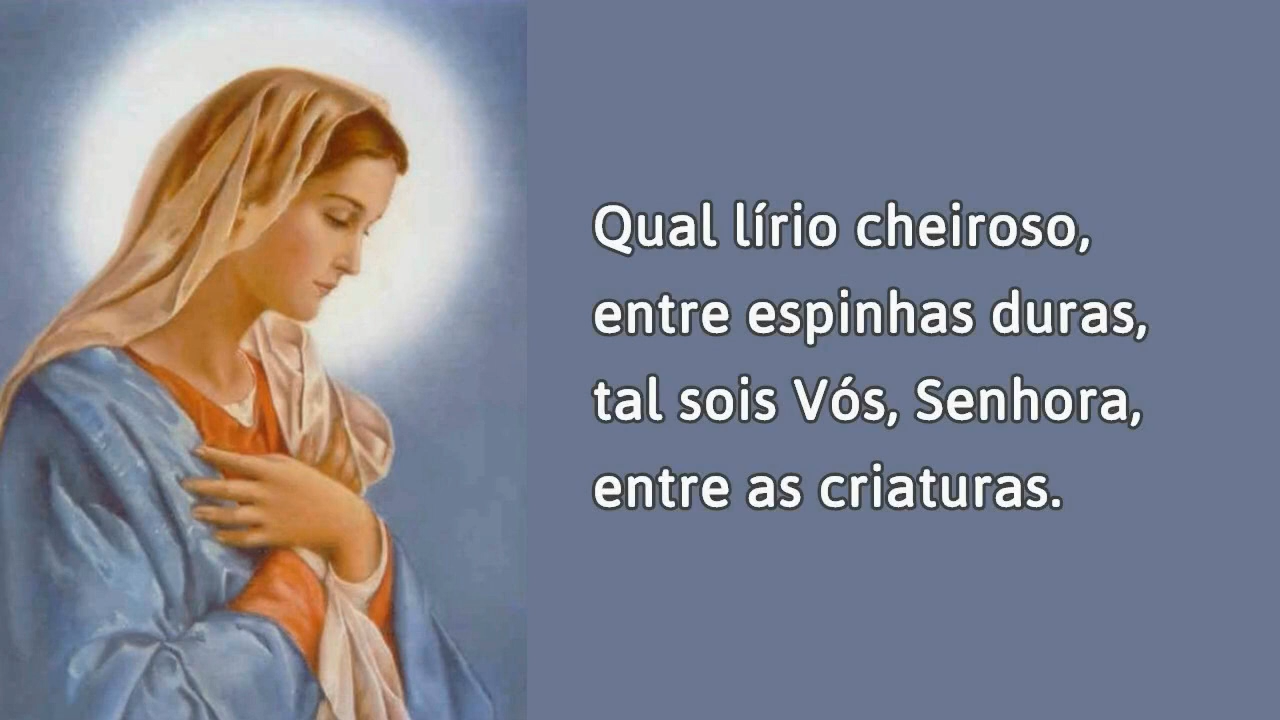 Qual lírio cheiroso,
entre espinhas duras,
tal sois Vós, Senhora,
entre as criaturas.